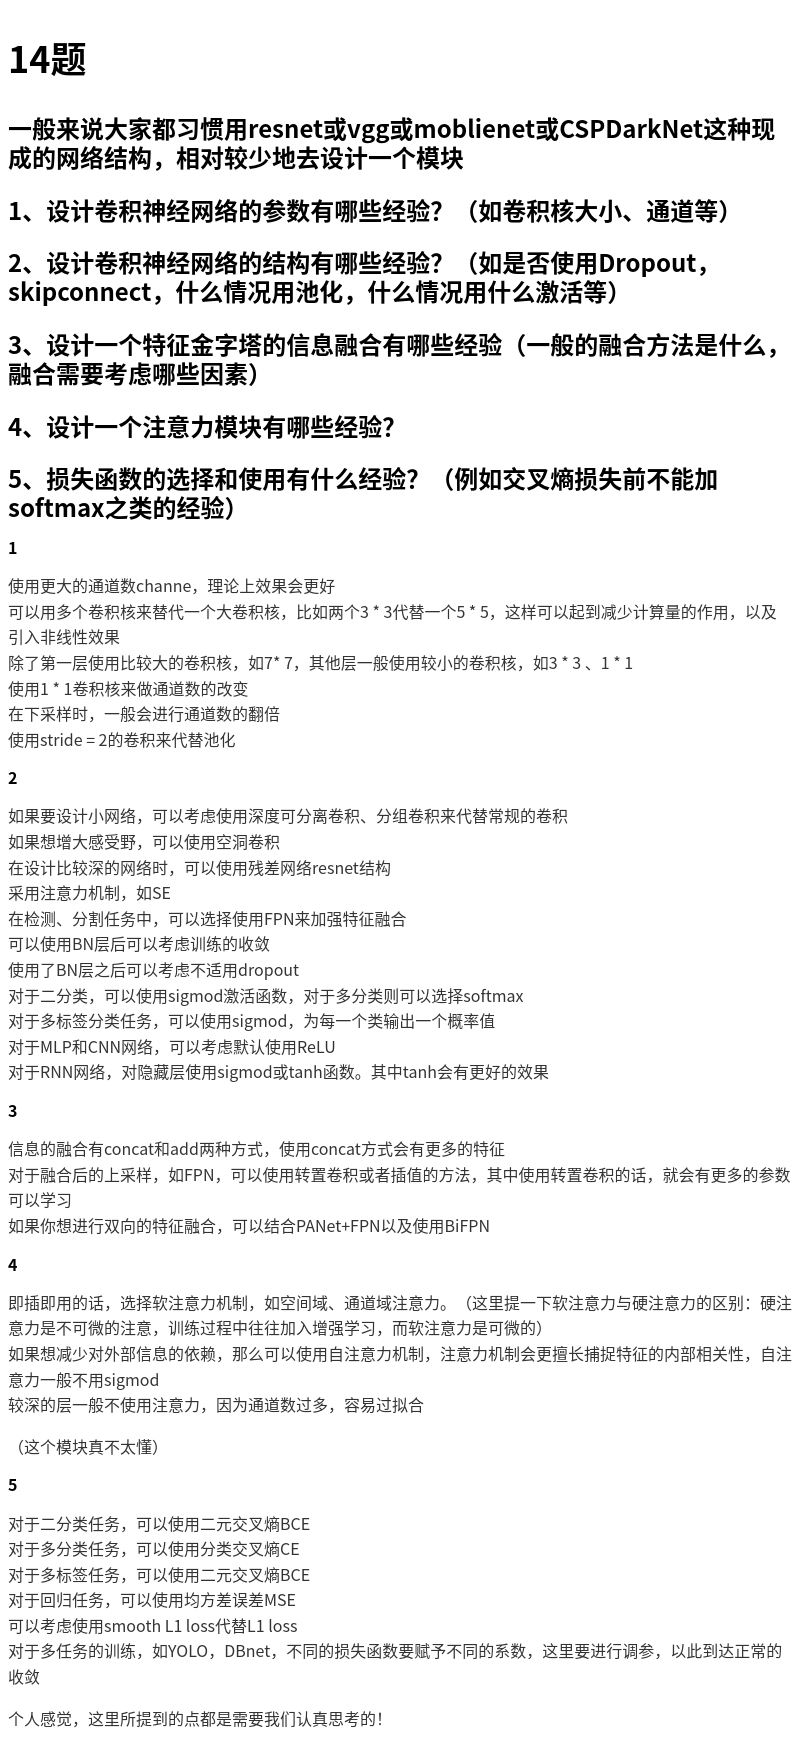 14题
一般来说大家都习惯用resnet或vgg或moblienet或CSPDarkNet这种现
成的网络结构，相对较少地去设计一个模块
1、设计卷积神经网络的参数有哪些经验？（如卷积核大小、通道等）
2、设计卷积神经网络的结构有哪些经验？（如是否使用Dropout，
skipconnect，什么情况用池化，什么情况用什么激活等）
3、设计一个特征金字塔的信息融合有哪些经验（一般的融合方法是什么，
融合需要考虑哪些因素）
4、设计一个注意力模块有哪些经验？
5、损失函数的选择和使用有什么经验？（例如交叉熵损失前不能加
softmax之类的经验）
1
使用更大的通道数channe，理论上效果会更好
可以用多个卷积核来替代一个大卷积核，比如两个3 * 3代替一个5 * 5，这样可以起到减少计算量的作用，以及
引入非线性效果
除了第一层使用比较大的卷积核，如7* 7，其他层一般使用较小的卷积核，如3 * 3 、1 * 1
使用1 * 1卷积核来做通道数的改变
在下采样时，一般会进行通道数的翻倍
使用stride = 2的卷积来代替池化
2
如果要设计小网络，可以考虑使用深度可分离卷积、分组卷积来代替常规的卷积
如果想增大感受野，可以使用空洞卷积
在设计比较深的网络时，可以使用残差网络resnet结构
采用注意力机制，如SE
在检测、分割任务中，可以选择使用FPN来加强特征融合
可以使用BN层后可以考虑训练的收敛
使用了BN层之后可以考虑不适用dropout
对于二分类，可以使用sigmod激活函数，对于多分类则可以选择softmax
对于多标签分类任务，可以使用sigmod，为每一个类输出一个概率值
对于MLP和CNN网络，可以考虑默认使用ReLU
对于RNN网络，对隐藏层使用sigmod或tanh函数。其中tanh会有更好的效果
3
信息的融合有concat和add两种方式，使用concat方式会有更多的特征
对于融合后的上采样，如FPN，可以使用转置卷积或者插值的方法，其中使用转置卷积的话，就会有更多的参数
可以学习
如果你想进行双向的特征融合，可以结合PANet+FPN以及使用BiFPN
4
即插即用的话，选择软注意力机制，如空间域、通道域注意力。（这里提一下软注意力与硬注意力的区别：硬注
意力是不可微的注意，训练过程中往往加入增强学习，而软注意力是可微的）
如果想减少对外部信息的依赖，那么可以使用自注意力机制，注意力机制会更擅长捕捉特征的内部相关性，自注
意力一般不用sigmod
较深的层一般不使用注意力，因为通道数过多，容易过拟合
（这个模块真不太懂）
5
对于二分类任务，可以使用二元交叉熵BCE
对于多分类任务，可以使用分类交叉熵CE
对于多标签任务，可以使用二元交叉熵BCE
对于回归任务，可以使用均方差误差MSE
可以考虑使用smooth L1 loss代替L1 loss
对于多任务的训练，如YOLO，DBnet，不同的损失函数要赋予不同的系数，这里要进行调参，以此到达正常的
收敛
个人感觉，这里所提到的点都是需要我们认真思考的！